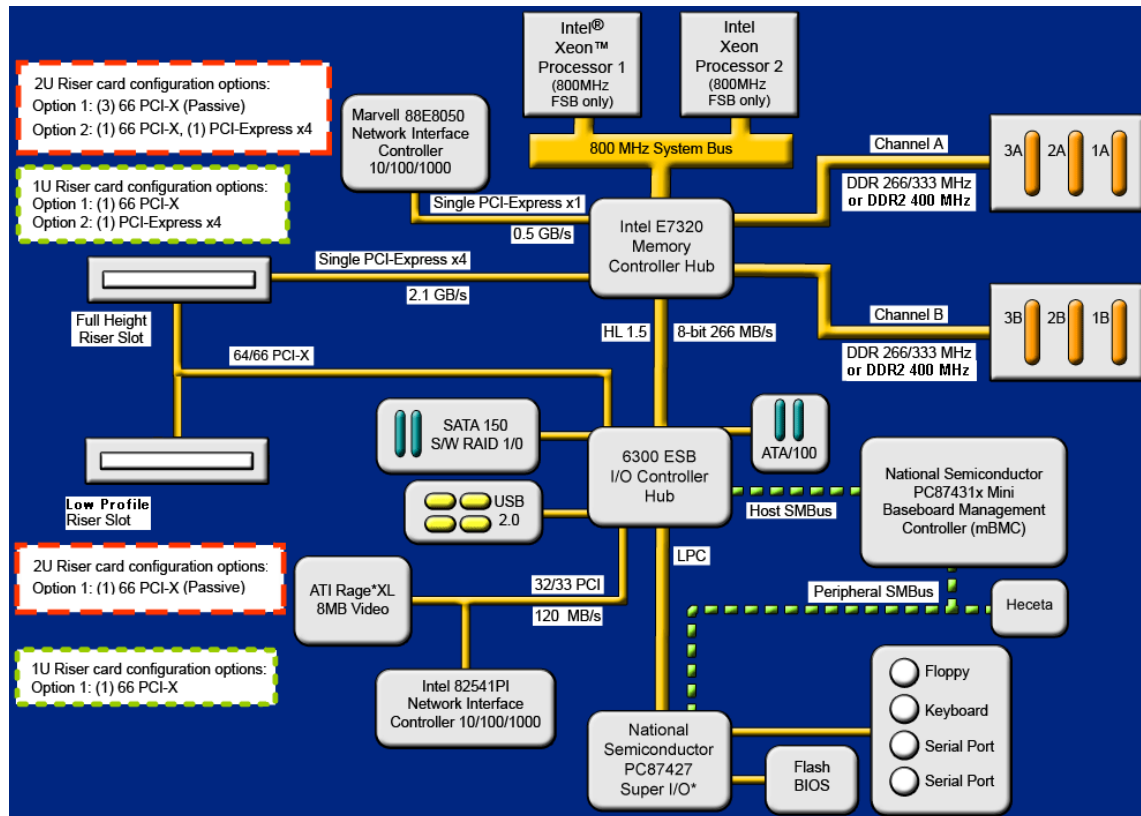 Intel®
Xeon™
Processor 1
(800MHz
FSB only)
Intel
Xeon
Processor 2
(800MHz
FSB only)
2U Riser card configuration options:
Option 1: (3) 66 PCI-X (Passive)
Option 2: (1) 66 PCI-X, (1) PCI-Express x4
Marvell 88E8050
Network Interface
Controller
10/100/1000
800 MHz System Bus
Channel A
DDR 266/333 MHz
or DDR2 400 MHz
3A 2A 1A
1U Riser card configuration options:
Option 1: (1) 66 PCI-X
Option 2: (1) PCI-Express x4
Single PCI-Express x1
0.5 GB/s
Intel E7320
Memory
Controller Hub
Single PCI-Express x4
2.1 GB/s
Full Height
Riser Slot
Channel B
DDR 266/333 MHz
or DDR2 400 MHz
3B 2B 1B
HL 1.5
8-bit 266 MB/s
64/66 PCI-X
SATA 150
S/W RAID 1/0
ATA/100
6300 ESB
I/O Controller
Hub
USB
2.0
Low Profile
Riser Slot
National Semiconductor
PC87431x Mini
Baseboard Management
Controller (mBMC)
Host SMBus
LPC
2U Riser card configuration options:
Option 1: (1) 66 PCI-X (Passive)
ATI Rage*XL
8MB Video
32/33 PCI
120 MB/s
Peripheral SMBus
Heceta
1U Riser card configuration options:
Option 1: (1) 66 PCI-X
Intel 82541PI
Network Interface
Controller 10/100/1000
National
Semiconductor
PC87427
Super I/O*
Flash
BIOS
Floppy
Keyboard
Serial Port
Serial Port